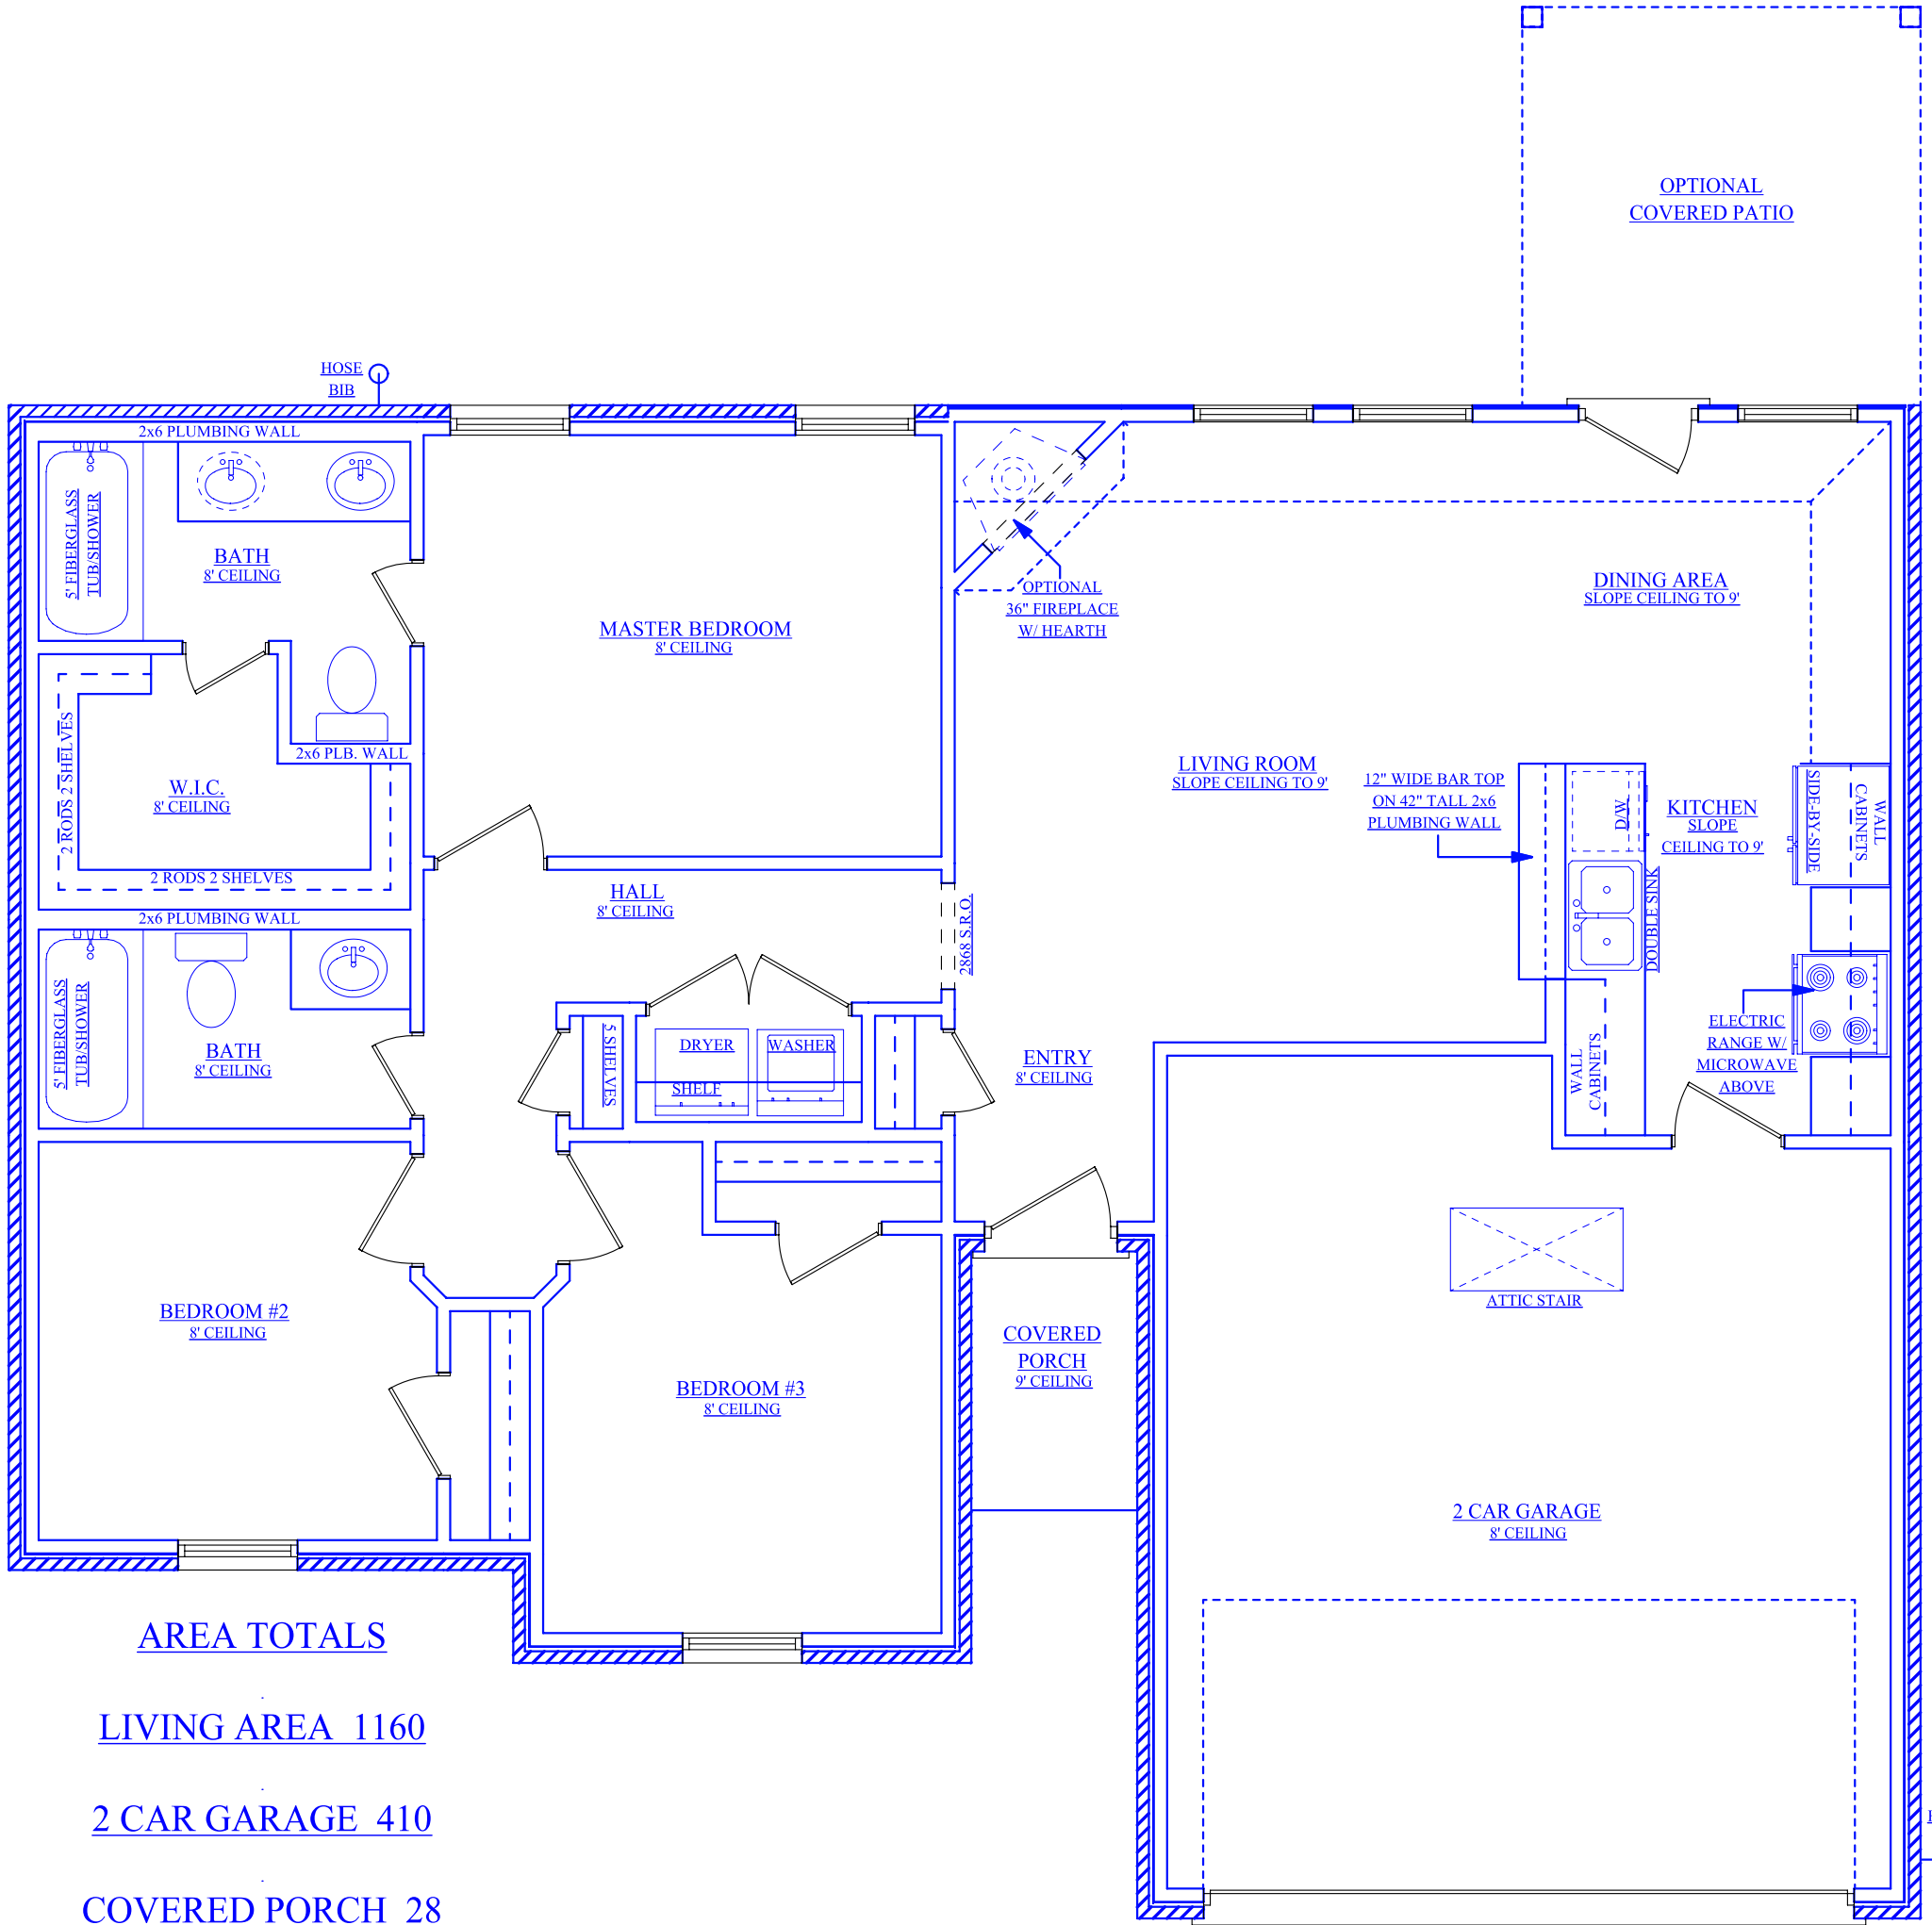 OPTIONAL
COVERED PATIO
HOSE
BIB
2x6 PLUMBING WALL
5' FIBERGLASS
TUB/SHOWER
BATH
8' CEILING
MASTER BEDROOM
8' CEILING
OPTIONAL
36" FIREPLACE
W/ HEARTH
DINING AREA
SLOPE CEILING TO 9'
2x6 PLB. WALL
2 RODS 2 SHELVES
W.I.C.
8' CEILING
2 RODS 2 SHELVES
LIVING ROOM
SLOPE CEILING TO 9'
12" WIDE BAR TOP
ON 42" TALL 2x6
PLUMBING WALL
D/W
KITCHEN
SLOPE
CEILING TO 9'
SIDE-BY-SIDE
WALL
CABINETS
HALL
8' CEILING
2868 S.R.O.
DOUBLE SINK
2x6 PLUMBING WALL
5' FIBERGLASS
TUB/SHOWER
BATH
8' CEILING
5 SHELVES
DRYER
WASHER
SHELF
ENTRY
8' CEILING
WALL
CABINETS
ELECTRIC
RANGE W/
MICROWAVE
ABOVE
BEDROOM #2
8' CEILING
BEDROOM #3
8' CEILING
COVERED
PORCH
9' CEILING
ATTIC STAIR
2 CAR GARAGE
8' CEILING
AREA TOTALS
LIVING AREA 1160
2 CAR GARAGE 410
COVERED PORCH 28